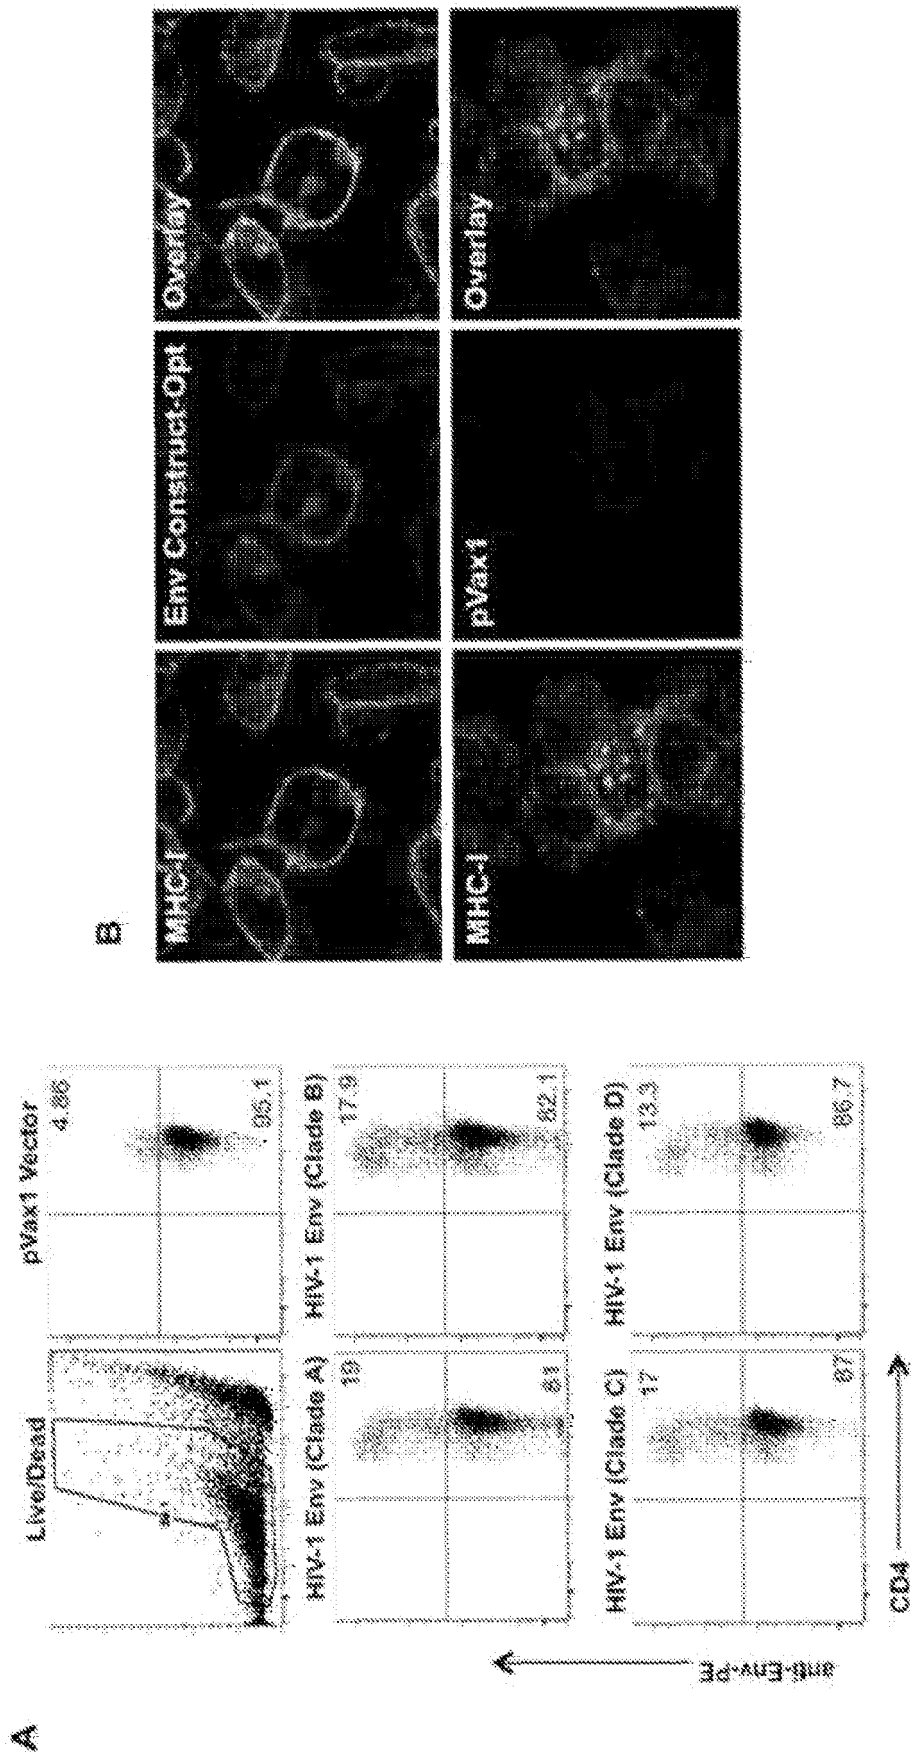 A
Live/Dead
pVax1 Vector
4.86
95.1
HIV-1 Env (Clade A)
19
81
HIV-1 Env (Clade B)
17.9
82.1
HIV-1 Env (Clade C)
17
87
HIV-1 Env (Clade D)
13.3
86.7
anti-Env-PE
CD4
B
MHC-I
Env Construct-Opt
Overlay
MHC-I
pVax1
Overlay